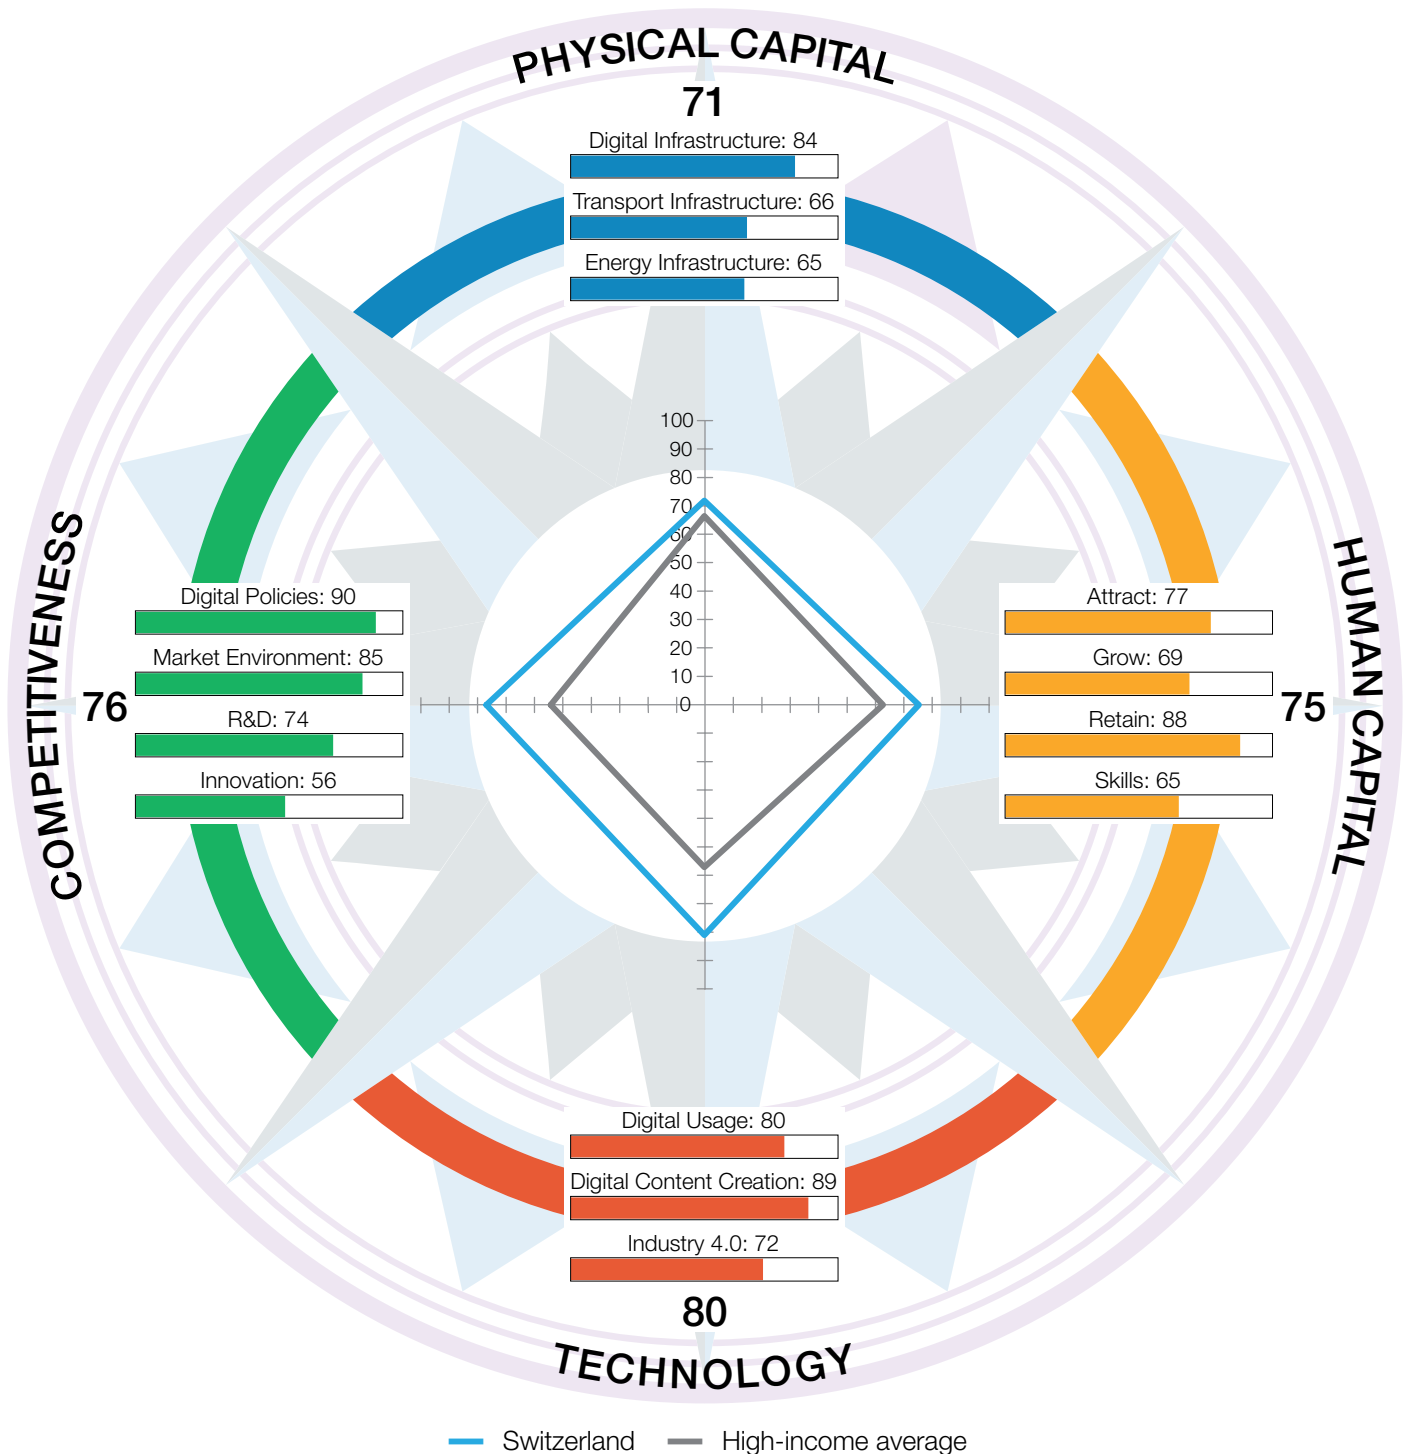 PHYSICAL CAPITAL
71
Digital Infrastructure: 84
Transport Infrastructure: 66
Energy Infrastructure: 65
100
90
80
70
60
50
40
30
20
10
0
COMPETITIVENESS
76
Digital Policies: 90
Market Environment: 85
R&D: 74
Innovation: 56
HUMAN CAPITAL
75
Attract: 77
Grow: 69
Retain: 88
Skills: 65
Digital Usage: 80
Digital Content Creation: 89
Industry 4.0: 72
80
TECHNOLOGY
Switzerland
High-income average